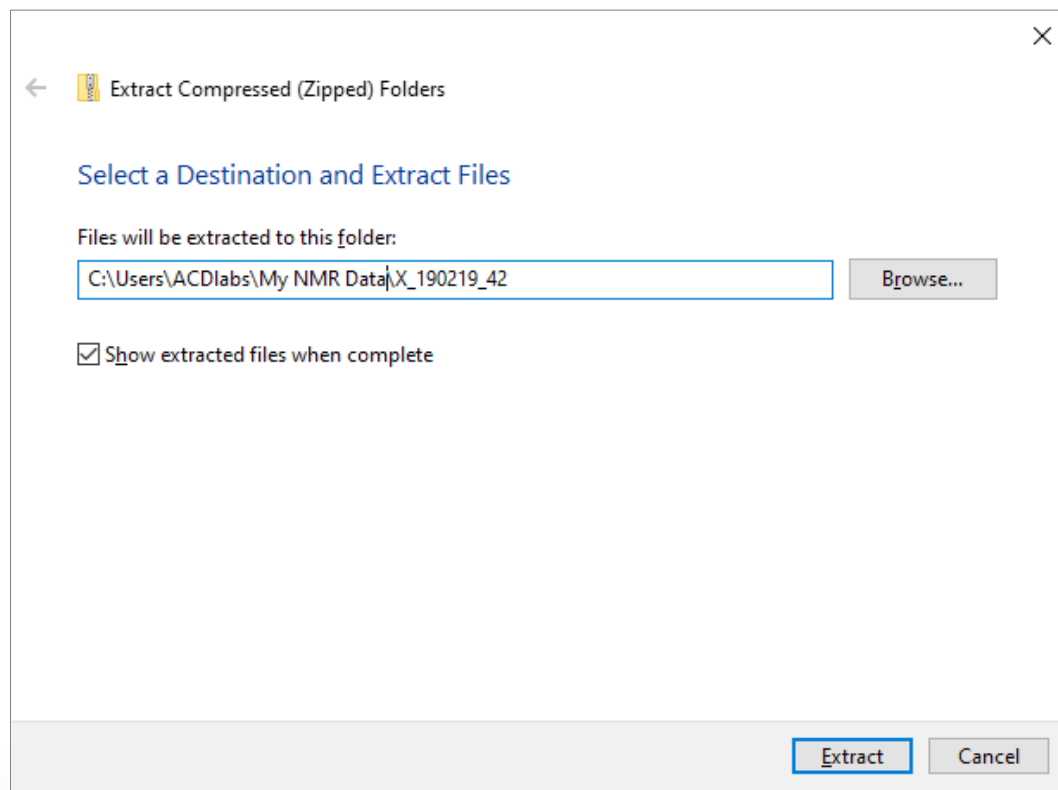 Extract Compressed (Zipped) Folders
Select a Destination and Extract Files
Files will be extracted to this folder:
C:\Users\ACDlabs\My NMR Data\X_190219_42
Browse...
Show extracted files when complete
Extract
Cancel